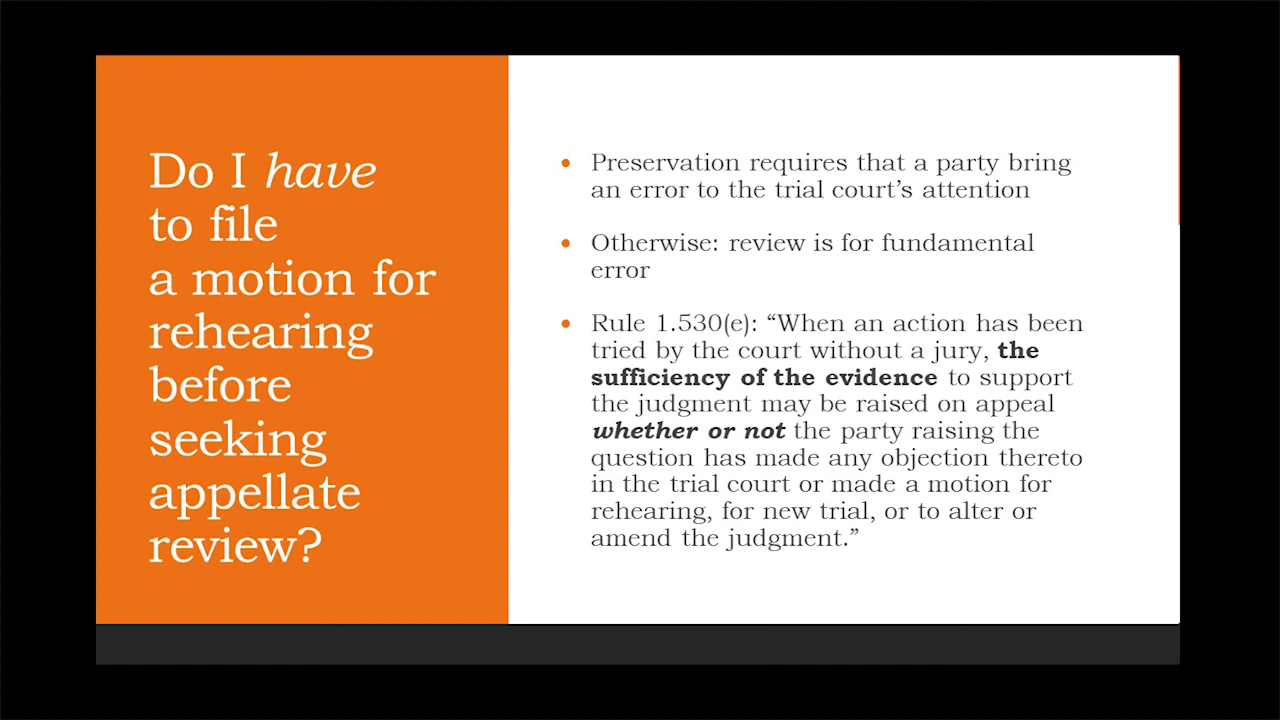 Do I have
to file
a motion for
rehearing
before
seeking
appellate
review?
• Preservation requires that a party bring
an error to the trial court’s attention
• Otherwise: review is for fundamental
error
• Rule 1.530(e): “When an action has been
tried by the court without a jury, the
sufficiency of the evidence to support
the judgment may be raised on appeal
whether or not the party raising the
question has made any objection thereto
in the trial court or made a motion for
rehearing, for new trial, or to alter or
amend the judgment.”